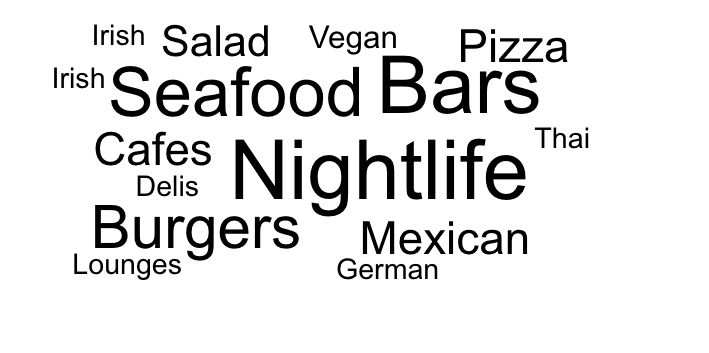 Irish Salad Vegan Pizza
Irish Seafood Bars
Cafes Nightlife Thai
Delis
Burgers Mexican
Lounges German